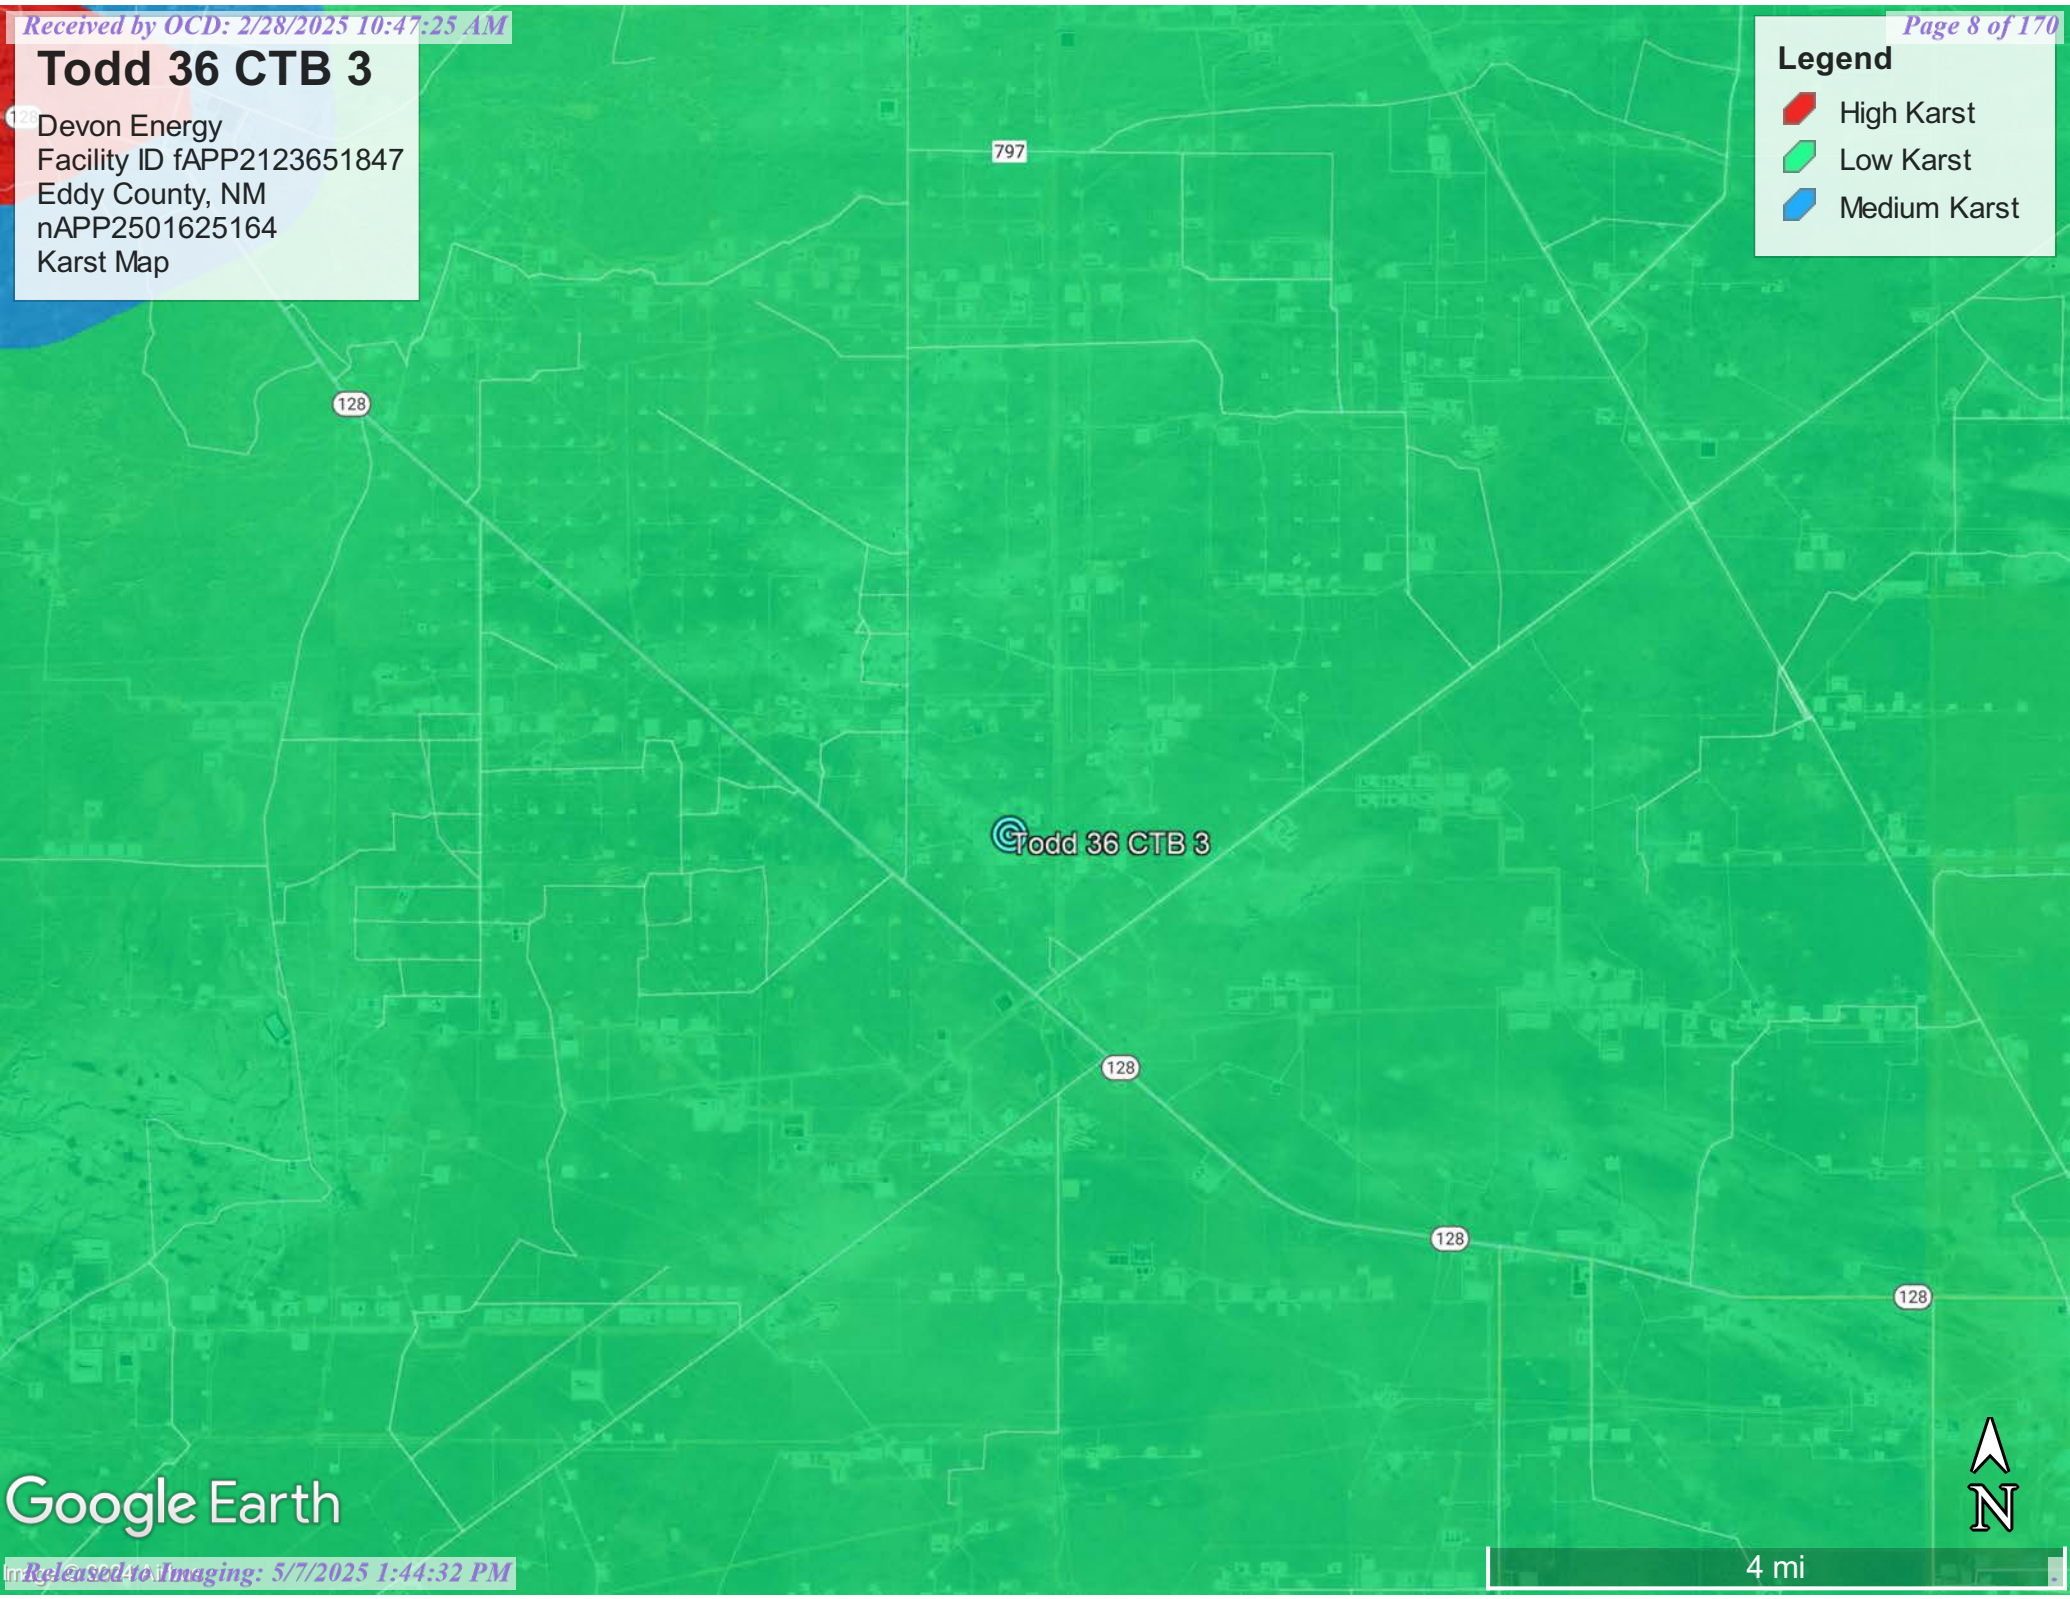 Received by OCD: 2/28/2025 10:47:25 AM
Page 8 of 170
Todd 36 CTB 3
Devon Energy
Facility ID fAPP2123651847
Eddy County, NM
nAPP2501625164
Karst Map
Legend
High Karst
Low Karst
Medium Karst
128
797
128
Todd 36 CTB 3
128
128
128
Google Earth
N
4 mi
Released to Imaging: 5/7/2025 1:44:32 PM